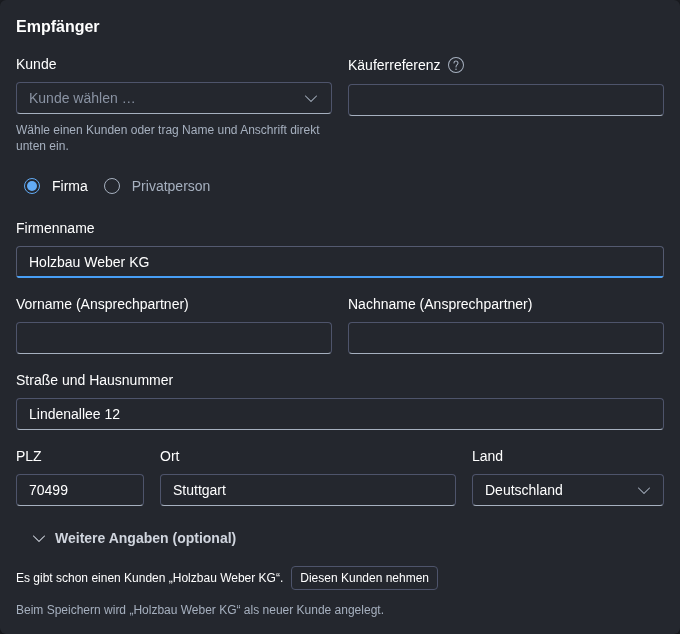 Empfänger
Kunde
Käuferreferenz ?
Kunde wählen …
Wähle einen Kunden oder trag Name und Anschrift direkt
unten ein.
Firma Privatperson
Firmenname
Holzbau Weber KG
Vorname (Ansprechpartner) Nachname (Ansprechpartner)
Straße und Hausnummer
Lindenallee 12
PLZ Ort Land
70499 Stuttgart Deutschland
Weitere Angaben (optional)
Es gibt schon einen Kunden „Holzbau Weber KG“. Diesen Kunden nehmen
Beim Speichern wird „Holzbau Weber KG“ als neuer Kunde angelegt.